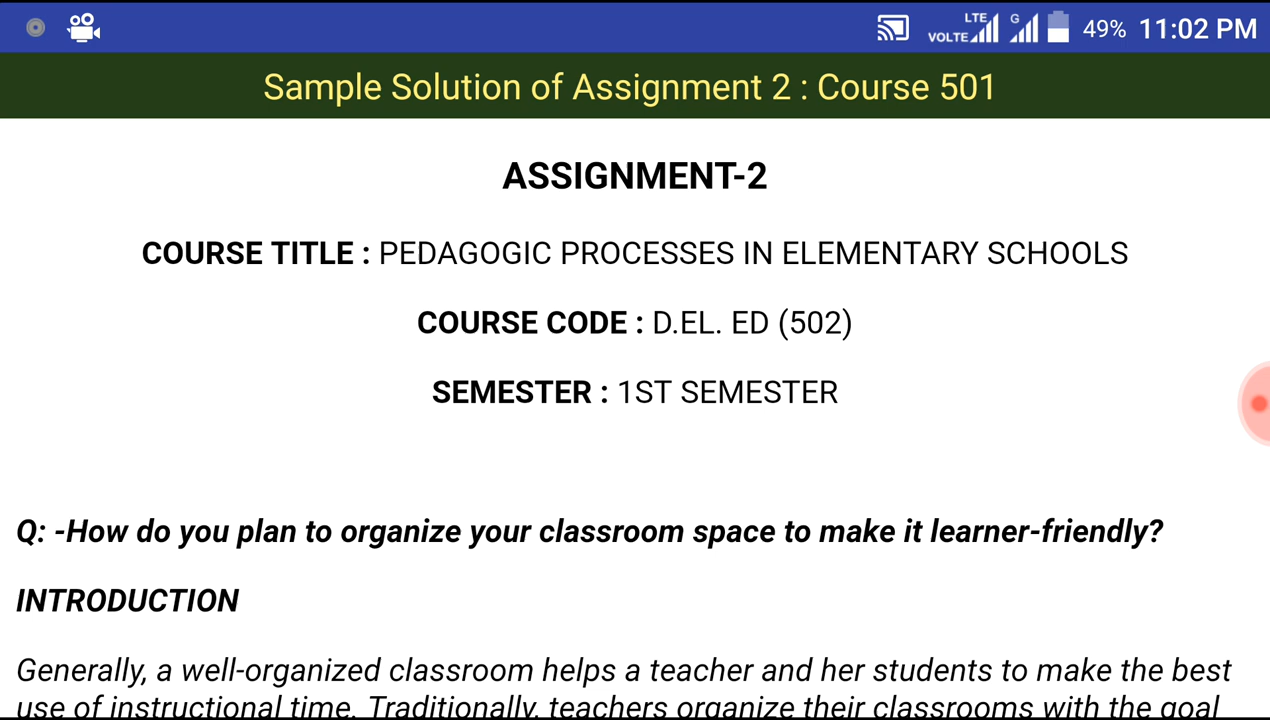 LTE
VOLTE
G
49% 11:02 PM
Sample Solution of Assignment 2 : Course 501
ASSIGNMENT-2
COURSE TITLE : PEDAGOGIC PROCESSES IN ELEMENTARY SCHOOLS
COURSE CODE : D.EL. ED (502)
SEMESTER : 1ST SEMESTER
Q: -How do you plan to organize your classroom space to make it learner-friendly?
INTRODUCTION
Generally, a well-organized classroom helps a teacher and her students to make the best
use of instructional time. Traditionally, teachers organize their classrooms with the goal